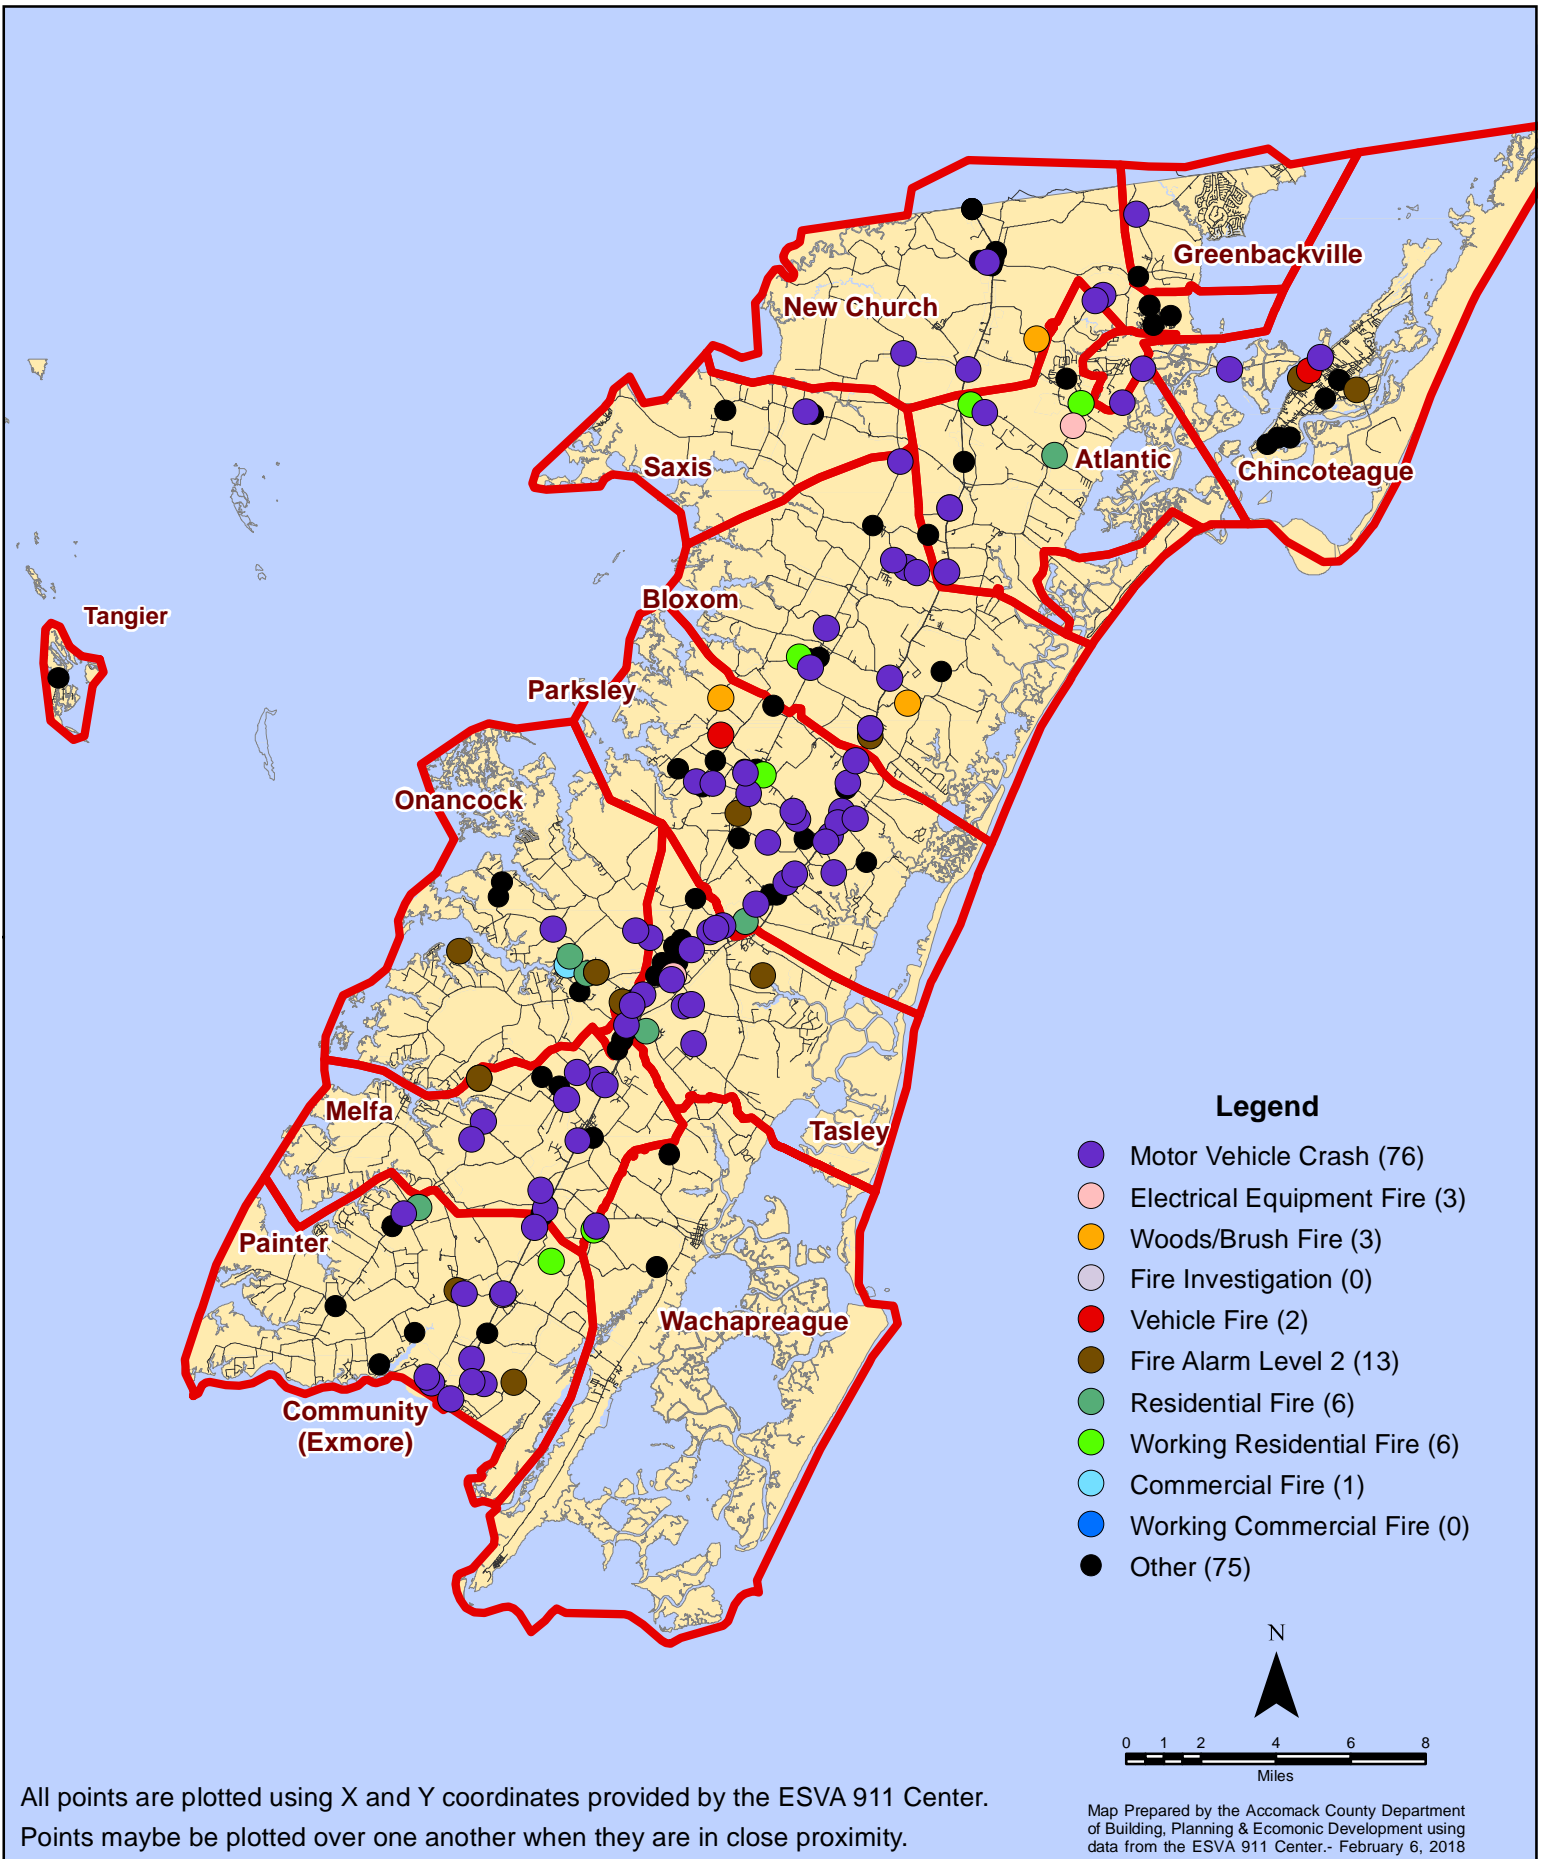 Greenbackville
New Church
Atlantic
Chincoteague
Saxis
Bloxom
Tangier
Parksley
Onancock
Melfa
Tasley
Painter
Wachapreague
Community
(Exmore)
Legend
Motor Vehicle Crash (76)
Electrical Equipment Fire (3)
Woods/Brush Fire (3)
Fire Investigation (0)
Vehicle Fire (2)
Fire Alarm Level 2 (13)
Residential Fire (6)
Working Residential Fire (6)
Commercial Fire (1)
Working Commercial Fire (0)
Other (75)
N
0 1 2 4 6 8
Miles
All points are plotted using X and Y coordinates provided by the ESVA 911 Center.
Points maybe be plotted over one another when they are in close proximity.
Map Prepared by the Accomack County Department
of Building, Planning & Ecomonic Development using
data from the ESVA 911 Center.- February 6, 2018